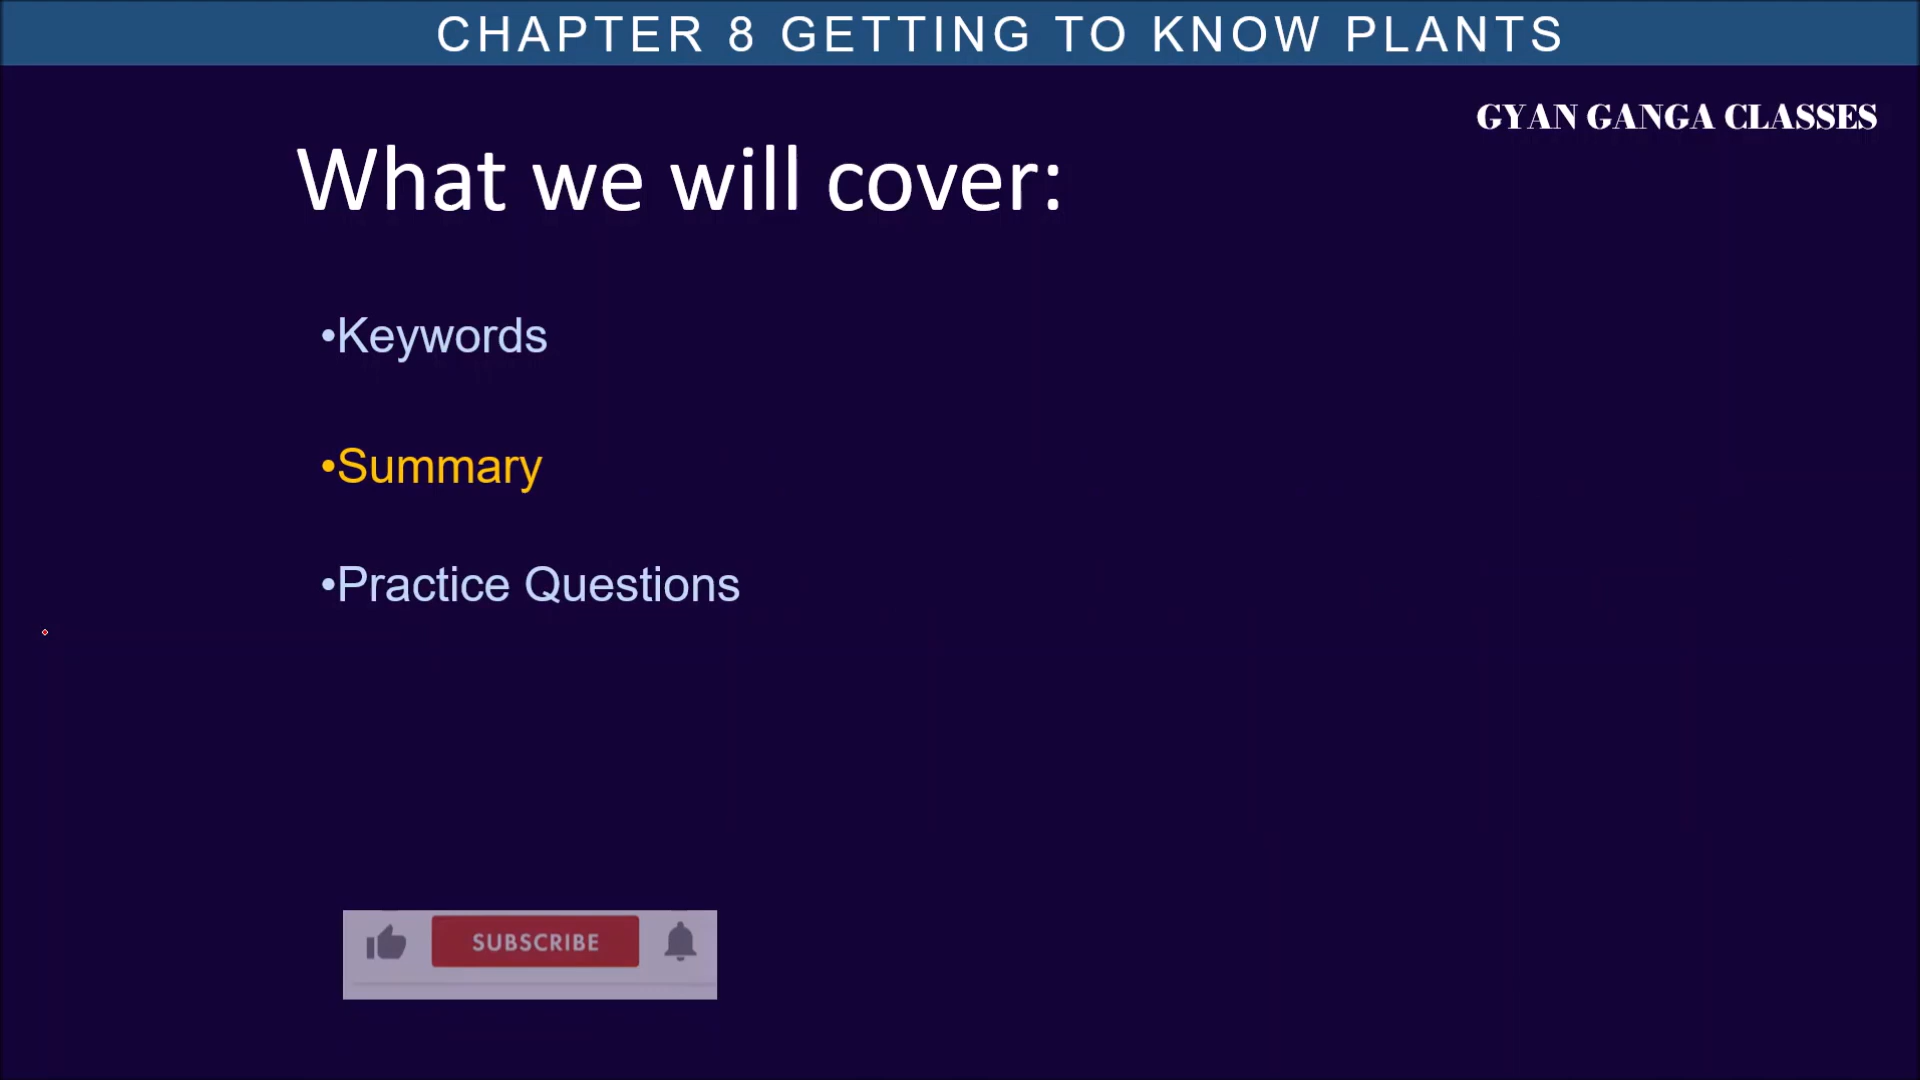 CHAPTER 8 GETTING TO KNOW PLANTS
GYAN GANGA CLASSES
What we will cover:
•Keywords
•Summary
•Practice Questions
SUBSCRIBE